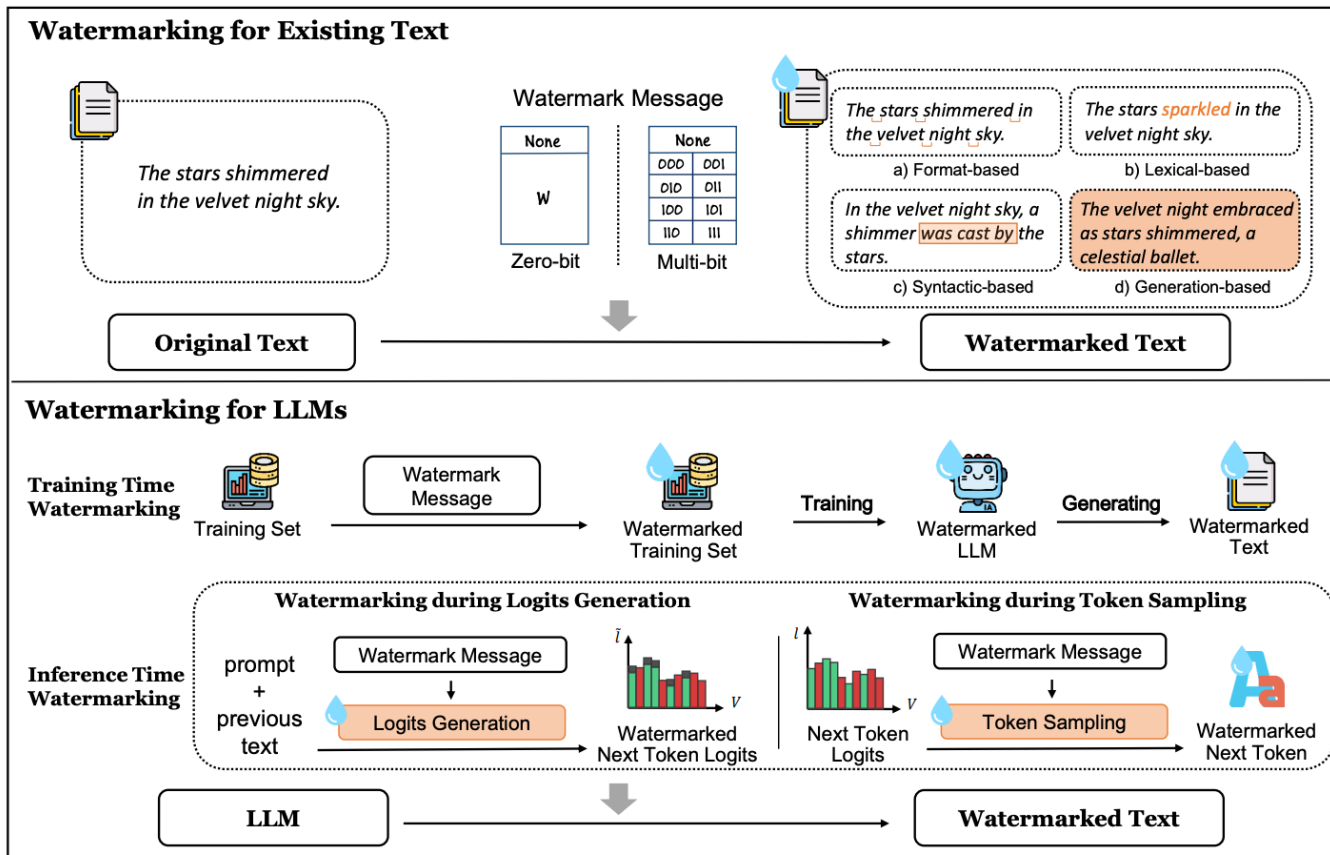 Watermarking for Existing Text
The stars shimmered
in the velvet night sky.
Watermark Message
None
W
Zero-bit
None
000 001
010 011
100 101
110 111
Multi-bit
The stars shimmered in
the velvet night sky.
a) Format-based
The stars sparkled in the
velvet night sky.
b) Lexical-based
In the velvet night sky, a
shimmer was cast by the
stars.
c) Syntactic-based
The velvet night embraced
as stars shimmered, a
celestial ballet.
d) Generation-based
Original Text
Watermarked Text
Watermarking for LLMs
Training Time
Watermarking
Training Set
Watermark
Message
Watermarked
Training Set
Training
IA
Watermarked
LLM
Generating
Watermarked
Text
Inference Time
Watermarking
Watermarking during Logits Generation
prompt
+
previous
text
Watermark Message
Logits Generation
l̃
V
Watermarked
Next Token Logits
Watermarking during Token Sampling
l
V
Next Token
Logits
Watermark Message
Token Sampling
Aa
Watermarked
Next Token
LLM
Watermarked Text